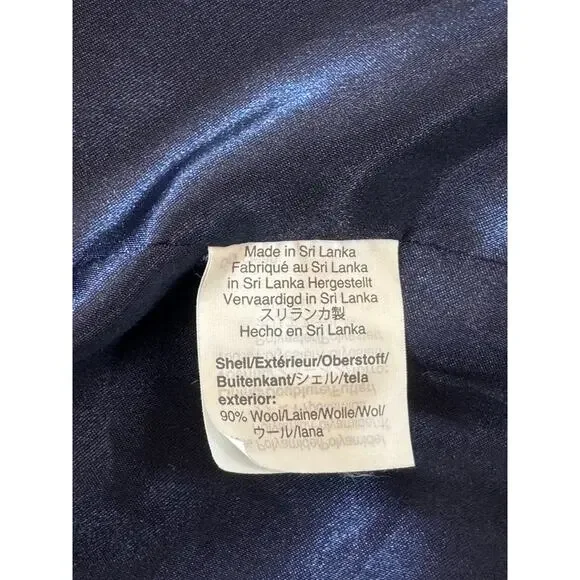 Made in Sri Lanka
Fabriqué au Sri Lanka
in Sri Lanka Hergestellt
Vervaardigd in Sri Lanka
スリランカ製
Hecho en Sri Lanka
Shell/Extérieur/Oberstoff/
Buitenkant/シェル/tela
exterior:
90% Wool/Laine/Wolle/Wol/
ウール/lana